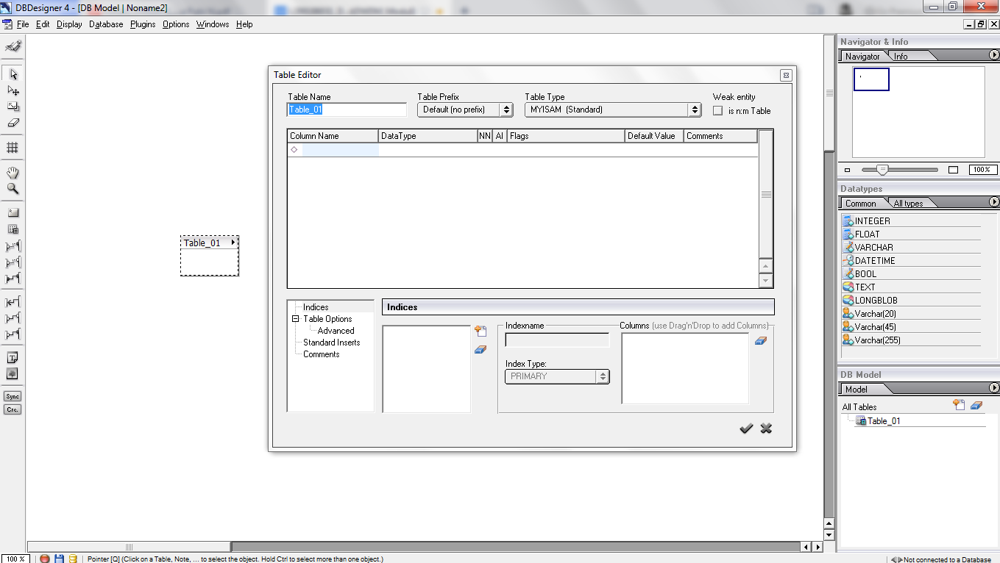 DBDesigner 4 - [DB Model | Noname2]
File Edit Display Database Plugins Options Windows Help
Navigator & Info
Navigator Info
100%
Table Editor
Table Name Table Prefix Table Type Weak entity
Table_01 Default (no prefix) MYISAM (Standard) is n:m Table
Column Name DataType NN AI Flags Default Value Comments
Datatypes
Common All types
INTEGER
FLOAT
VARCHAR
DATETIME
BOOL
TEXT
LONGBLOB
Varchar(20)
Varchar(45)
Varchar(255)
Table_01
Indices
Table Options
Advanced
Standard Inserts
Comments
Indices
Indexname Columns (use Drag'n'Drop to add Columns)
Index Type:
PRIMARY
DB Model
Model
All Tables
Table_01
Sync
Crc.
100 % Pointer [Q] (Click on a Table, Note, ... to select the object. Hold Ctrl to select more than one object.) Not connected to a Database